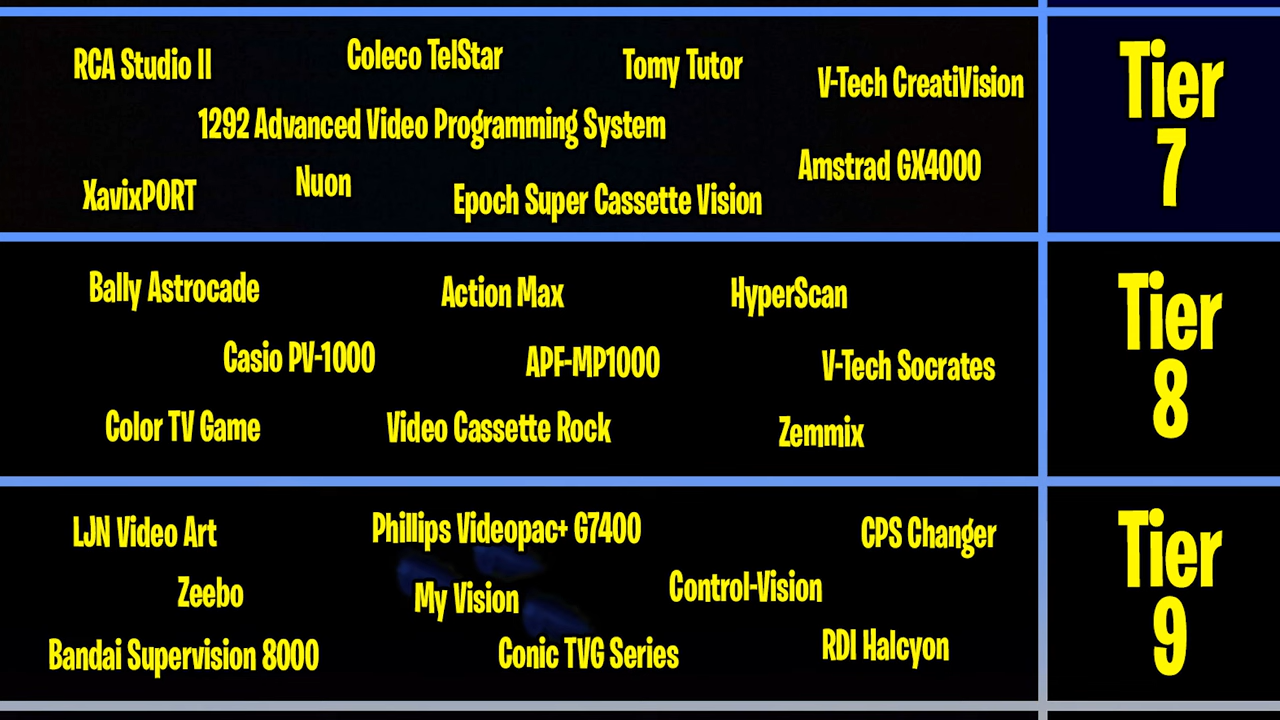 RCA Studio II
Coleco TelStar
Tomy Tutor
V-Tech CreatiVision
1292 Advanced Video Programming System
XavixPORT
Nuon
Epoch Super Cassette Vision
Amstrad GX4000
Tier
7
Bally Astrocade
Action Max
HyperScan
Casio PV-1000
APF-MP1000
V-Tech Socrates
Color TV Game
Video Cassette Rock
Zemmix
Tier
8
LJN Video Art
Phillips Videopac+ G7400
CPS Changer
Zeebo
My Vision
Control-Vision
Bandai Supervision 8000
Conic TVG Series
RDI Halcyon
Tier
9